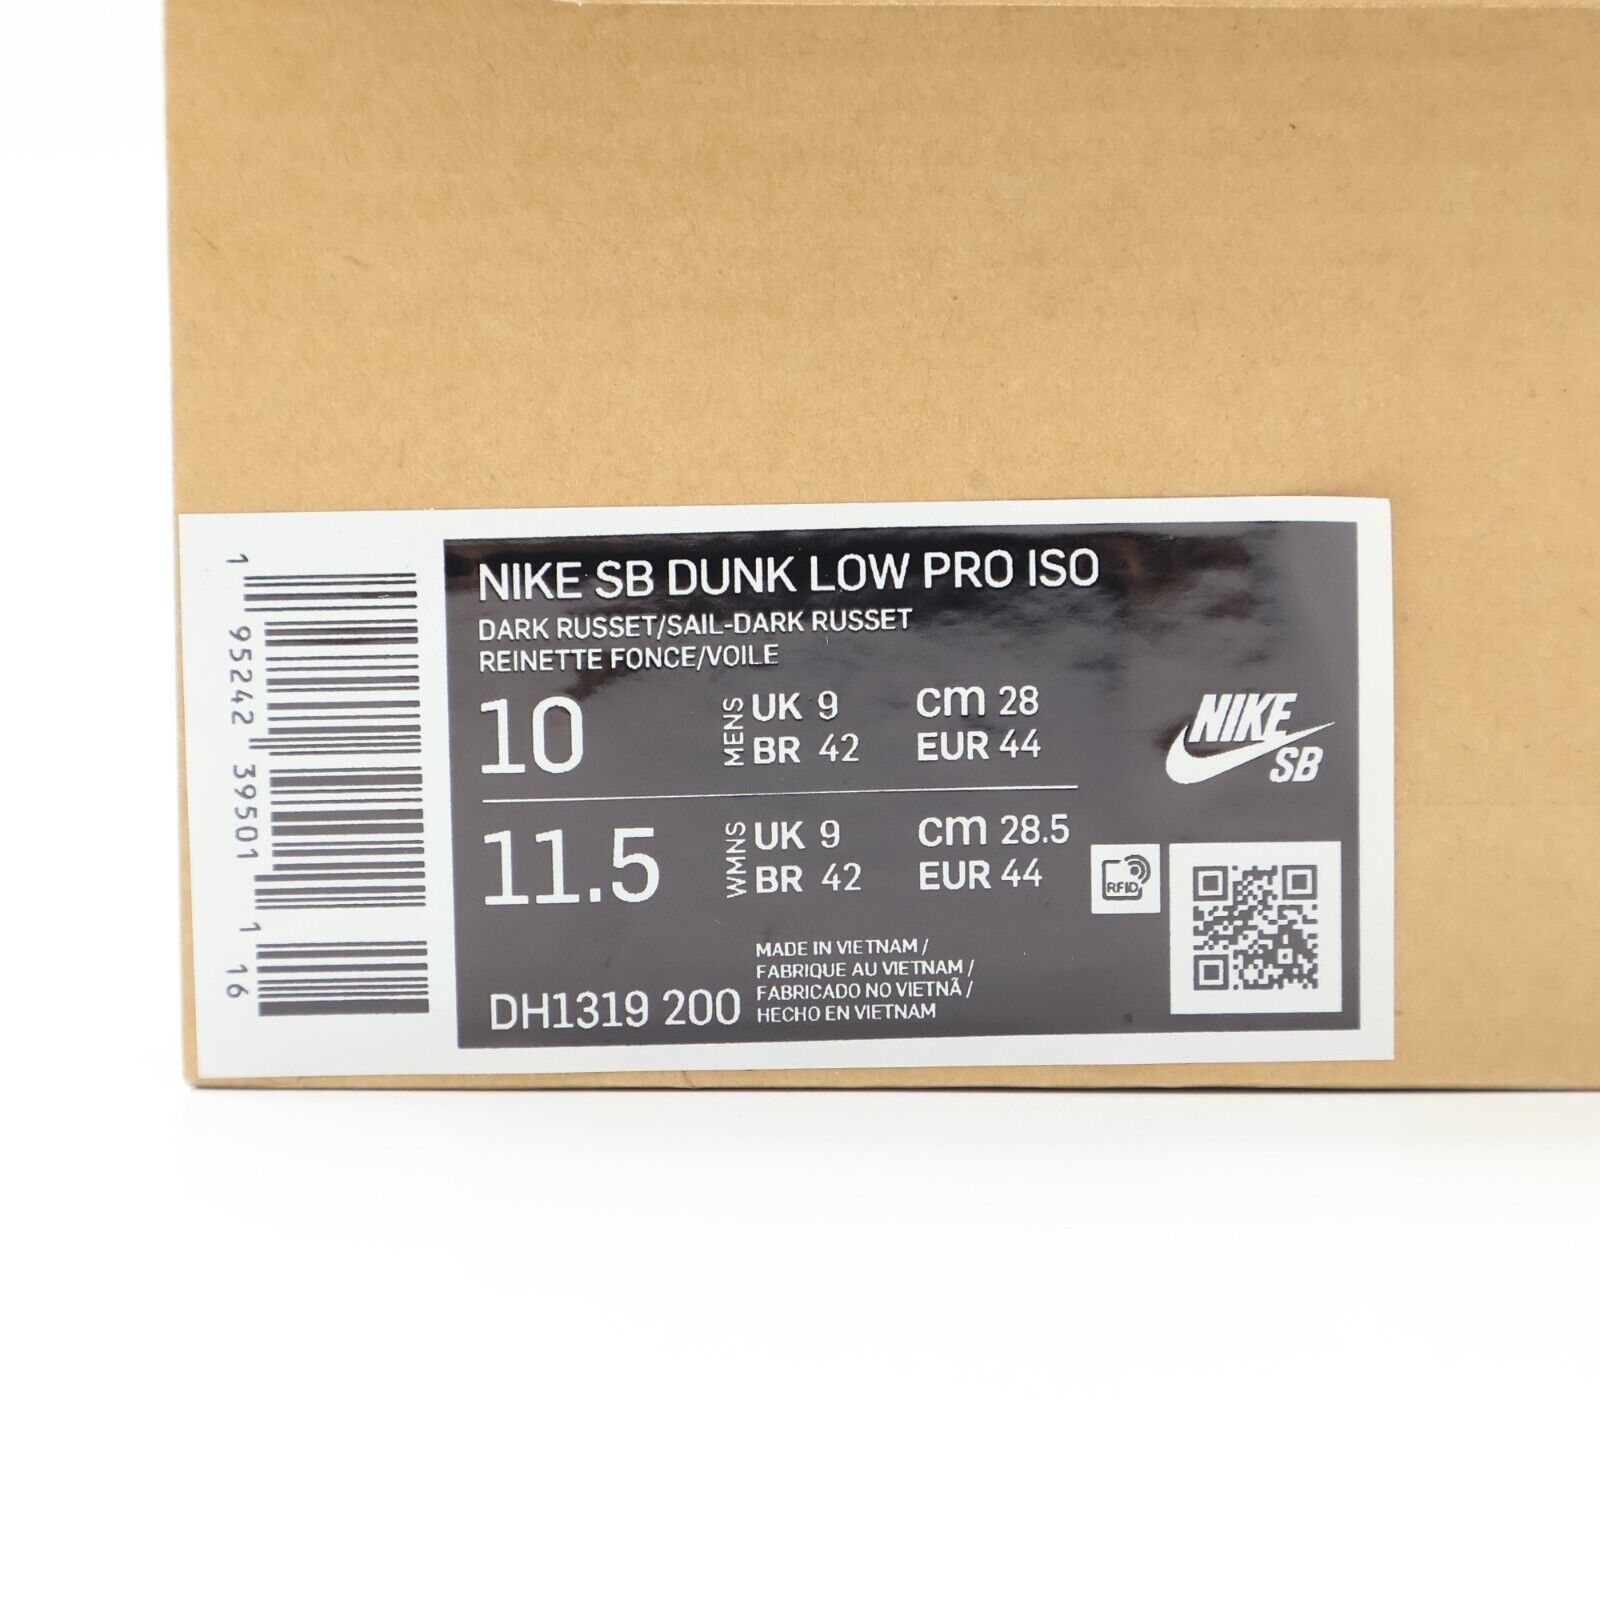 NIKE SB DUNK LOW PRO ISO
DARK RUSSET/SAIL-DARK RUSSET
REINETTE FONCE/VOILE
10 MENS UK 9 cm 28
BR 42 EUR 44
11.5 WMNS UK 9 cm 28.5
BR 42 EUR 44
MADE IN VIETNAM /
FABRIQUE AU VIETNAM /
FABRICADO NO VIETNÃ /
HECHO EN VIETNAM
DH1319 200
1 95242 39501 1 16
NIKE
SB
RFID